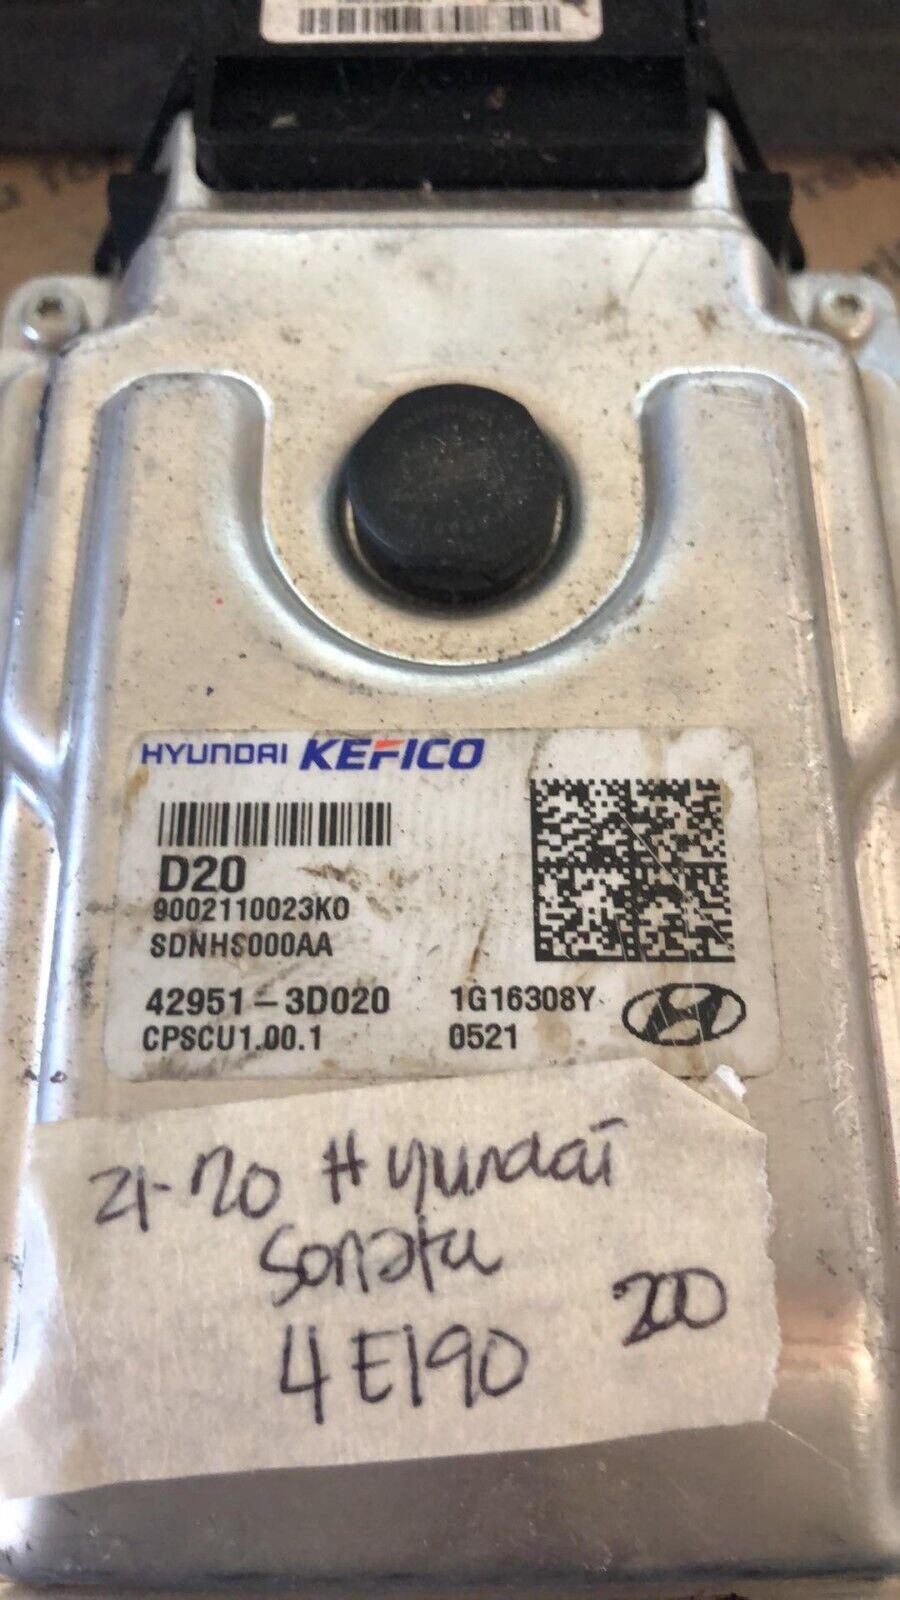 HYUNDAI KEFICO
D20
9002110023K0
SDNHS000AA
42951-3D020 1G16308Y
CPSCU1.00.1 0521
21-20 Hyundai
Sonata
4E190 200